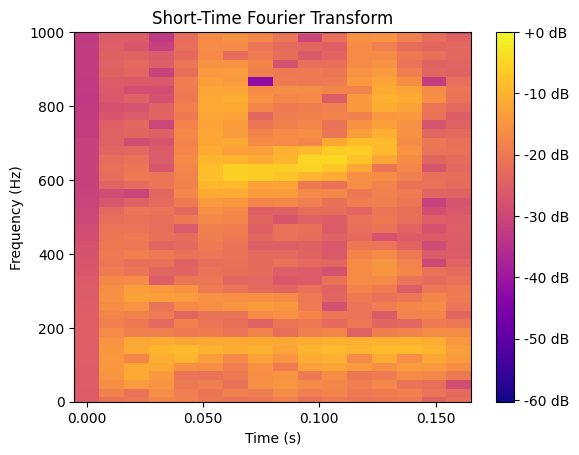 Short-Time Fourier Transform
1000
800
600
400
200
0
Frequency (Hz)
0.000
0.050
0.100
0.150
Time (s)
+0 dB
-10 dB
-20 dB
-30 dB
-40 dB
-50 dB
-60 dB